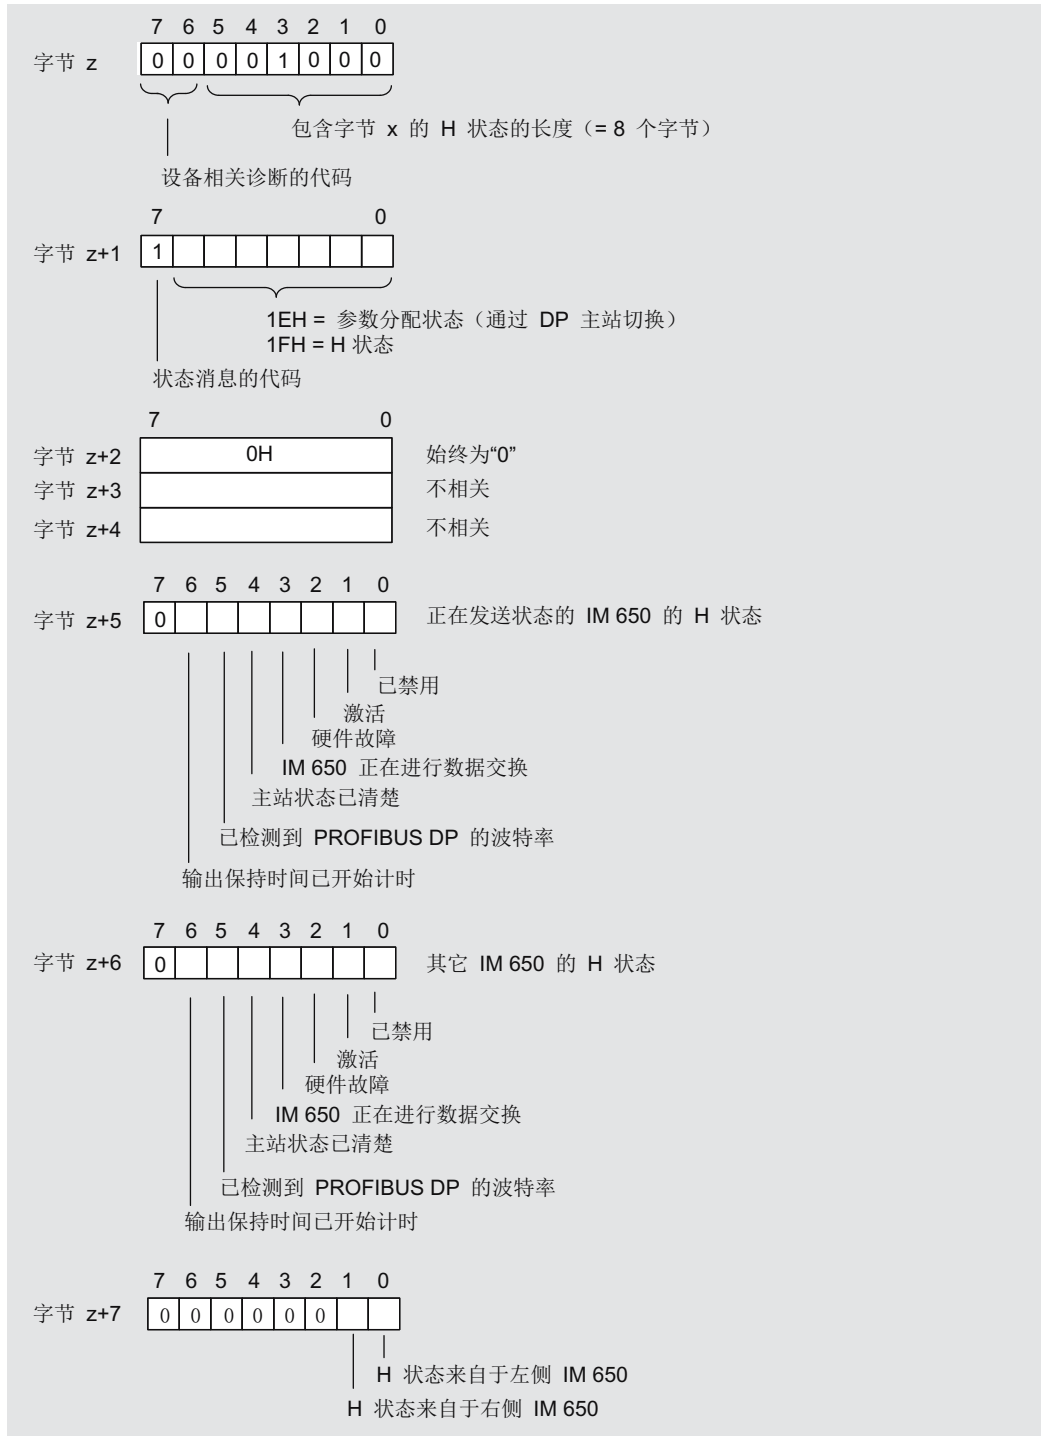 7 6 5 4 3 2 1 0
字节 z 0 0 0 0 1 0 0 0
包含字节 x 的 H 状态的长度（= 8 个字节）
设备相关诊断的代码
7 0
字节 z+1 1
1EH = 参数分配状态（通过 DP 主站切换）
1FH = H 状态
状态消息的代码
7 0
字节 z+2 0H 始终为“0”
字节 z+3 不相关
字节 z+4 不相关
7 6 5 4 3 2 1 0
字节 z+5 0 正在发送状态的 IM 650 的 H 状态
已禁用
激活
硬件故障
IM 650 正在进行数据交换
主站状态已清楚
已检测到 PROFIBUS DP 的波特率
输出保持时间已开始计时
7 6 5 4 3 2 1 0
字节 z+6 0 其它 IM 650 的 H 状态
已禁用
激活
硬件故障
IM 650 正在进行数据交换
主站状态已清楚
已检测到 PROFIBUS DP 的波特率
输出保持时间已开始计时
7 6 5 4 3 2 1 0
字节 z+7 0 0 0 0 0 0
H 状态来自于左侧 IM 650
H 状态来自于右侧 IM 650